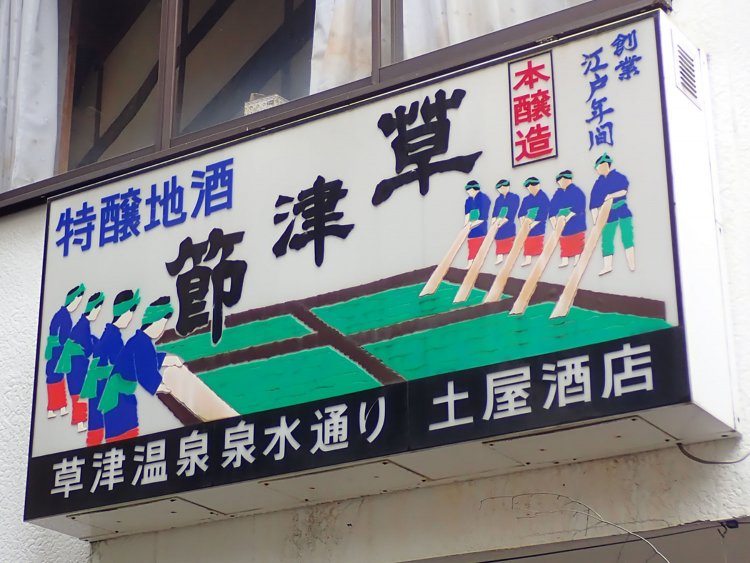 創業
江戸年間
本醸造
草津節
特醸地酒
草津温泉泉水通り 土屋酒店